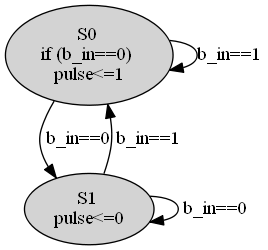 S0
if (b_in==0)
pulse<=1
b_in==1
b_in==0
b_in==1
S1
pulse<=0
b_in==0